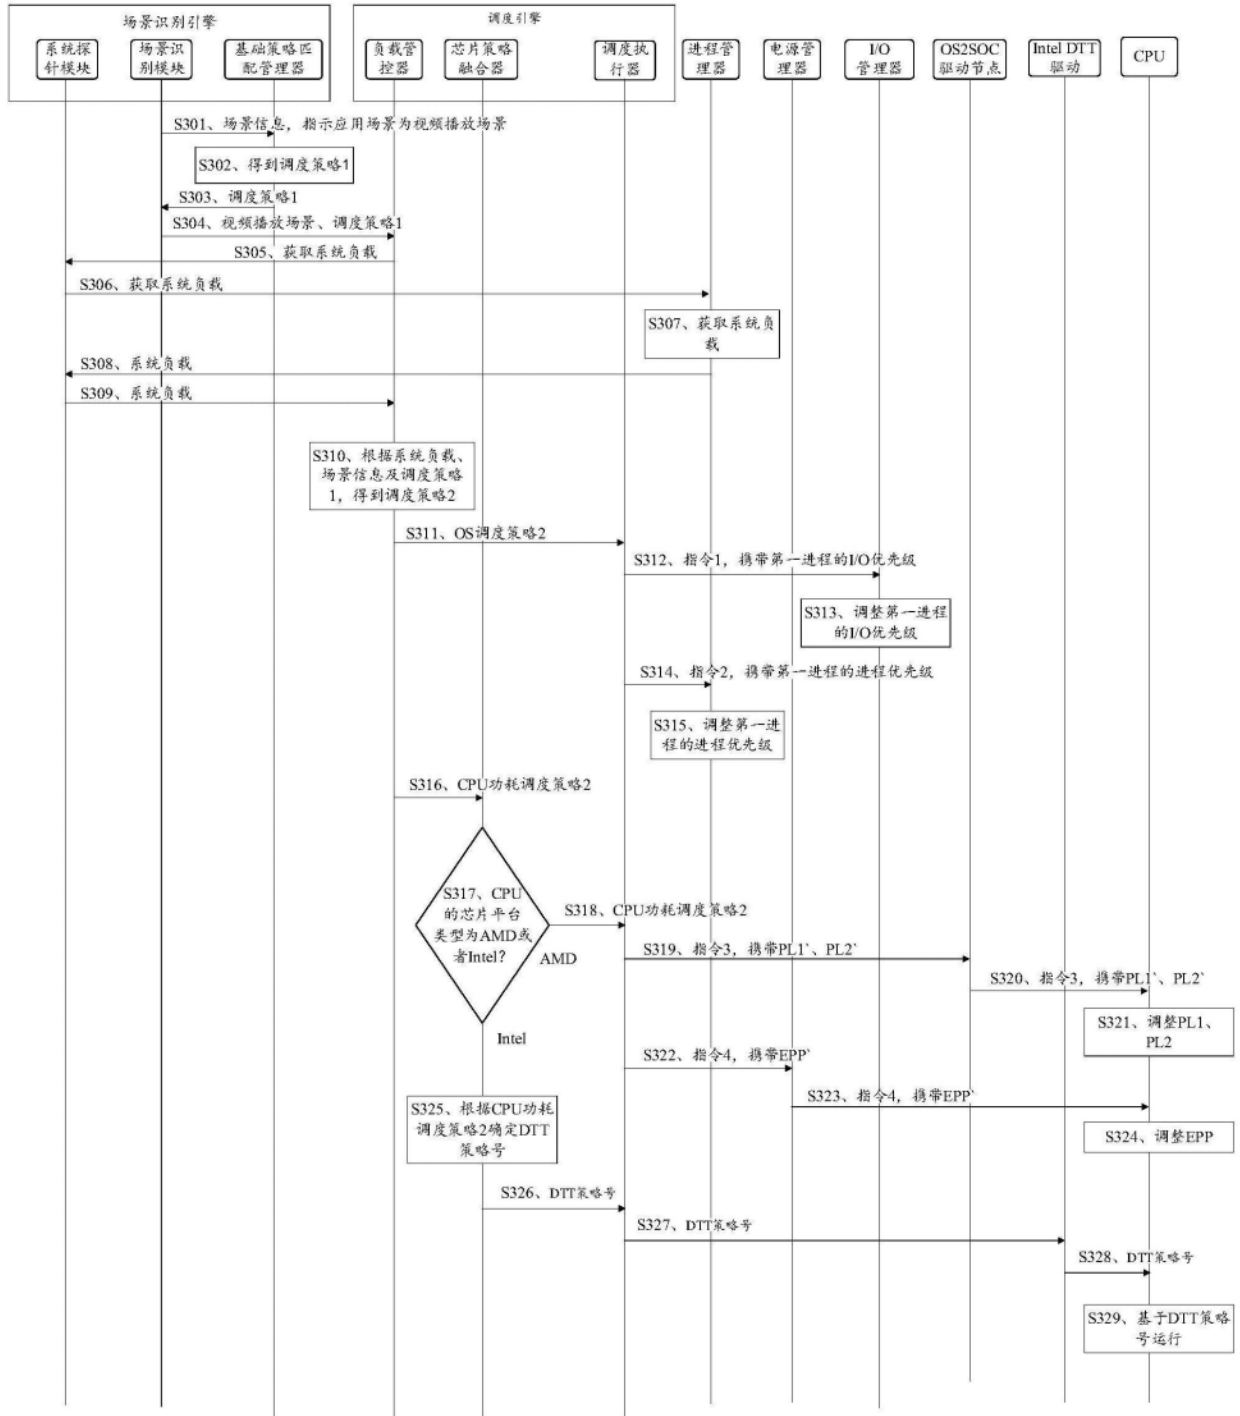 场景识别引擎
调度引擎
系统探
针模块
场景识
别模块
基础策略匹
配管理器
负载管
控器
芯片策略
融合器
调度执
行器
进程管
理器
电源管
理器
I/O
管理器
OS2SOC
驱动节点
Intel DTT
驱动
CPU
S301、场景信息，指示应用场景为视频播放场景
S302、得到调度策略1
S303、调度策略1
S304、视频播放场景、调度策略1
S305、获取系统负载
S306、获取系统负载
S307、获取系统负
载
S308、系统负载
S309、系统负载
S310、根据系统负载、
场景信息及调度策略
1，得到调度策略2
S311、OS调度策略2
S312、指令1，携带第一进程的I/O优先级
S313、调整第一进程
的I/O优先级
S314、指令2，携带第一进程的进程优先级
S315、调整第一进
程的进程优先级
S316、CPU功耗调度策略2
S317、CPU
的芯片平台
类型为AMD或
者Intel？
S318、CPU功耗调度策略2
AMD
S319、指令3，携带PL1`、PL2`
S320、指令3，携带PL1`、PL2`
S321、调整PL1、
PL2
Intel
S322、指令4，携带EPP`
S323、指令4，携带EPP`
S324、调整EPP
S325、根据CPU功耗
调度策略2确定DTT
策略号
S326、DTT策略号
S327、DTT策略号
S328、DTT策略号
S329、基于DTT策略
号运行